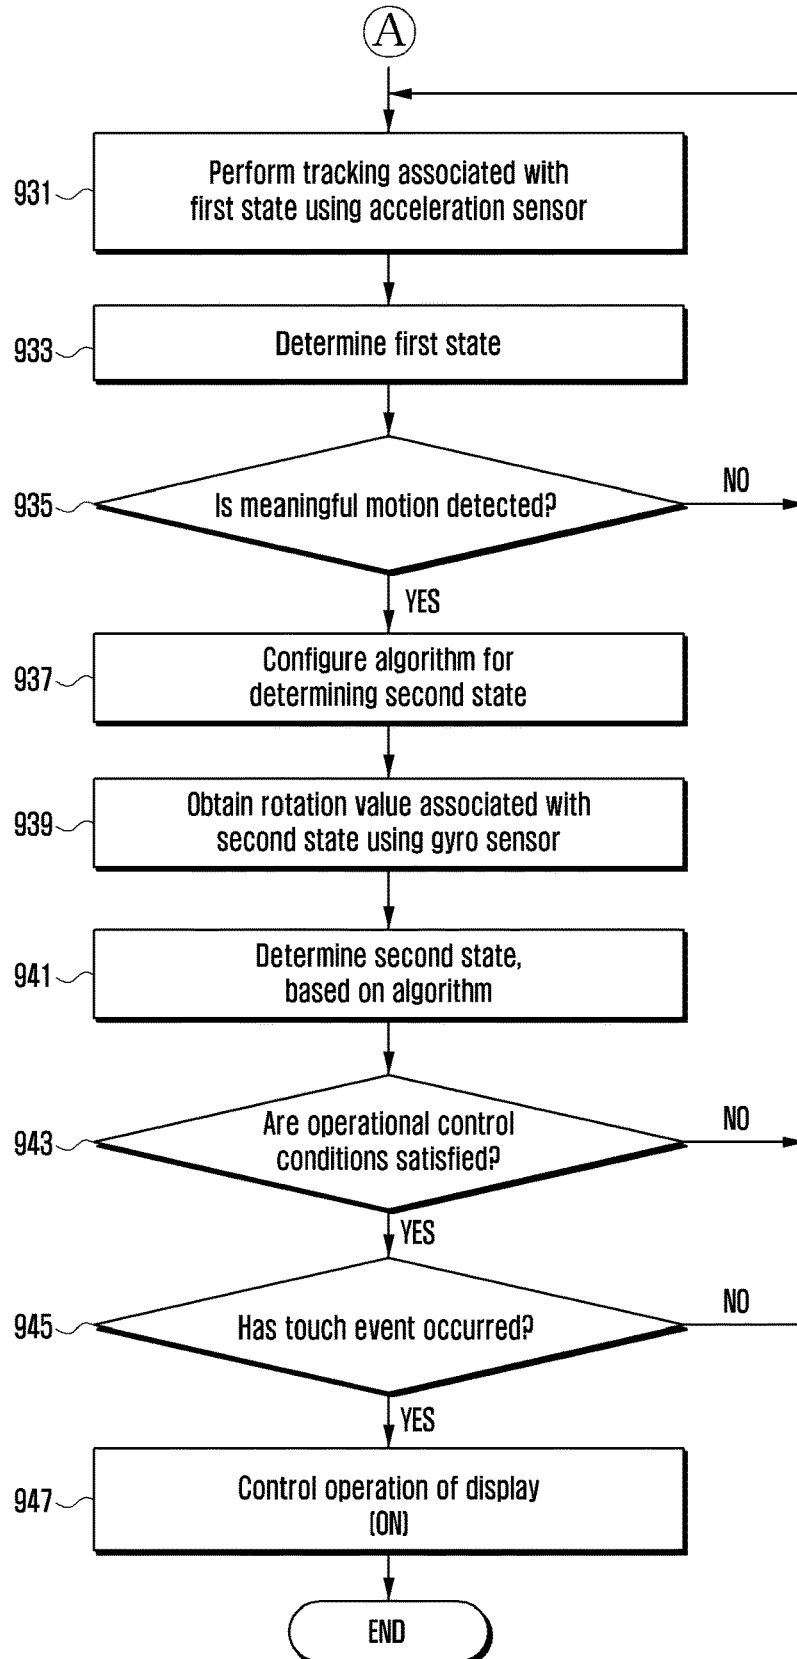 A
931
Perform tracking associated with
first state using acceleration sensor
933
Determine first state
935
Is meaningful motion detected?
NO
YES
937
Configure algorithm for
determining second state
939
Obtain rotation value associated with
second state using gyro sensor
941
Determine second state,
based on algorithm
943
Are operational control
conditions satisfied?
NO
YES
945
Has touch event occurred?
NO
YES
947
Control operation of display
(ON)
END